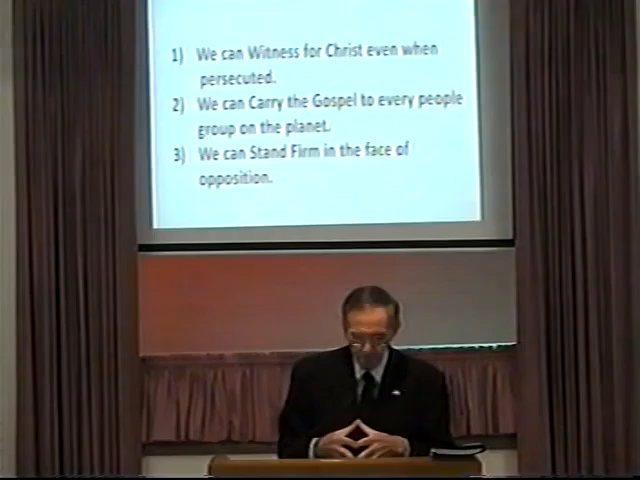 1) We can Witness for Christ even when
persecuted.
2) We can Carry the Gospel to every people
group on the planet.
3) We can Stand Firm in the face of
opposition.